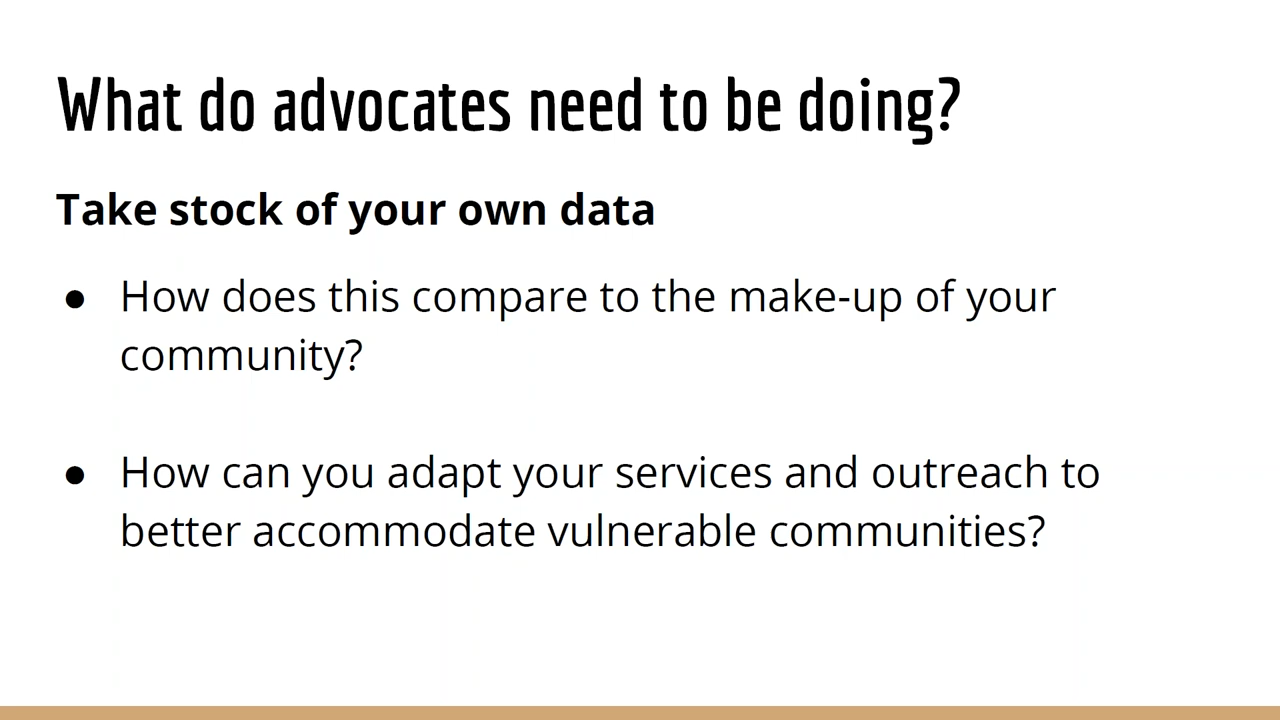 What do advocates need to be doing?
Take stock of your own data
● How does this compare to the make-up of your
community?
● How can you adapt your services and outreach to
better accommodate vulnerable communities?